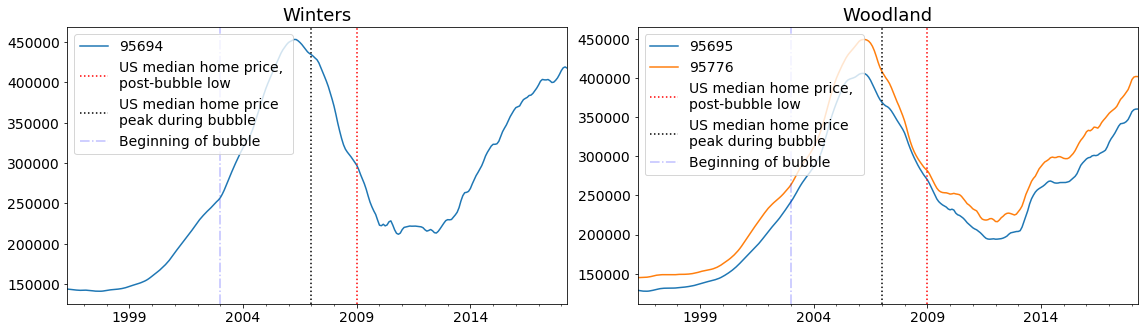 Winters
450000
400000
350000
300000
250000
200000
150000
1999
2004
2009
2014
95694
US median home price,
post-bubble low
US median home price
peak during bubble
Beginning of bubble
Woodland
450000
400000
350000
300000
250000
200000
150000
1999
2004
2009
2014
95695
95776
US median home price,
post-bubble low
US median home price
peak during bubble
Beginning of bubble